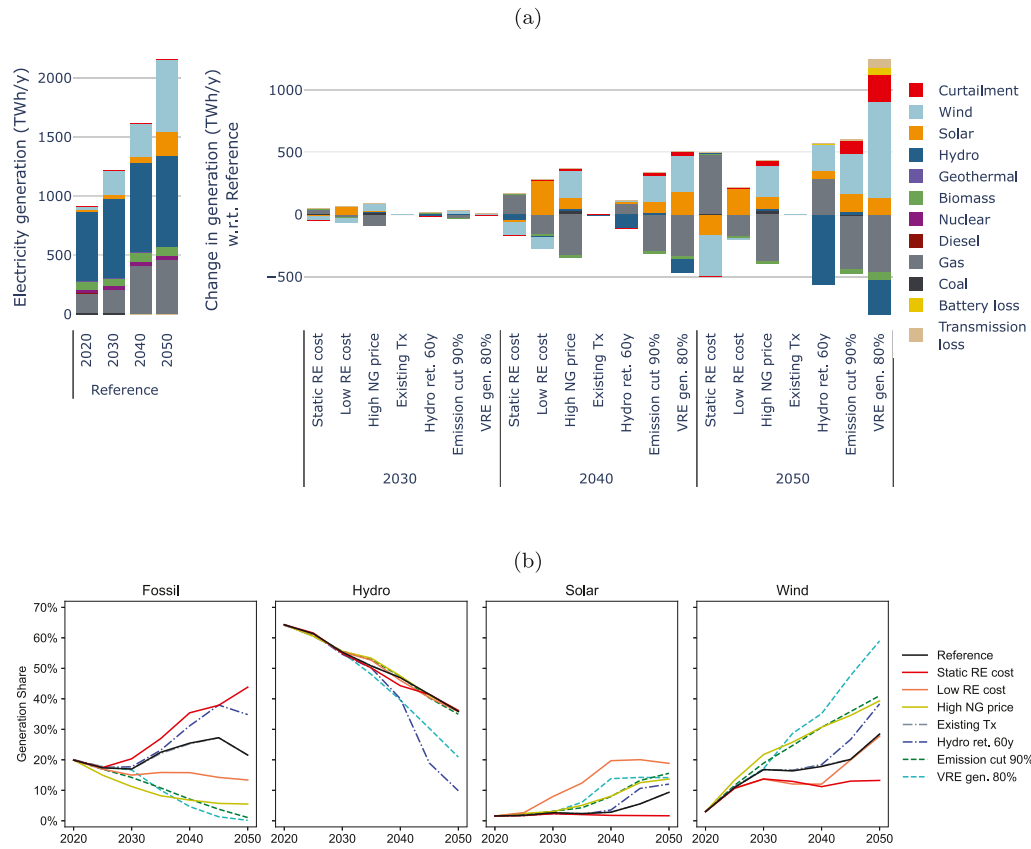 (a)
Electricity generation (TWh/y)
2000
1500
1000
500
0
2020
2030
2040
2050
Reference
Change in generation (TWh/y)
w.r.t. Reference
1000
500
0
−500
Static RE cost
Low RE cost
High NG price
Existing Tx
Hydro ret. 60y
Emission cut 90%
VRE gen. 80%
Static RE cost
Low RE cost
High NG price
Existing Tx
Hydro ret. 60y
Emission cut 90%
VRE gen. 80%
Static RE cost
Low RE cost
High NG price
Existing Tx
Hydro ret. 60y
Emission cut 90%
VRE gen. 80%
2030
2040
2050
Curtailment
Wind
Solar
Hydro
Geothermal
Biomass
Nuclear
Diesel
Gas
Coal
Battery loss
Transmission
loss
(b)
Fossil
Hydro
Solar
Wind
Generation Share
70%
60%
50%
40%
30%
20%
10%
0%
2020
2030
2040
2050
2020
2030
2040
2050
2020
2030
2040
2050
2020
2030
2040
2050
Reference
Static RE cost
Low RE cost
High NG price
Existing Tx
Hydro ret. 60y
Emission cut 90%
VRE gen. 80%